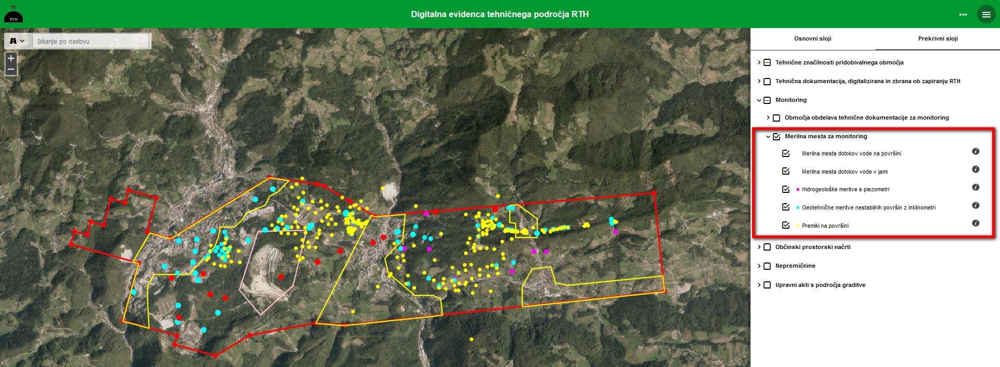 RTH
Digitalna evidenca tehničnega področja RTH
Iskanje po naslovu
Osnovni sloji
Prekrivni sloji
Tehnične značilnosti pridobivalnega območja
Tehnična dokumentacija, digitalizirana in zbrana ob zapiranju RTH
Monitoring
Območja obdelava tehnične dokumentacije za monitoring
Merilna mesta za monitoring
Merilna mesta dotokov vode na površini
Merilna mesta dotokov vode v jami
Hidrogeološke meritve s piezometri
Geotehnične meritve nestabilnih površin z inklinometri
Premiki na površini
Občinski prostorski načrti
Nepremičnine
Upravni akti s področja graditve